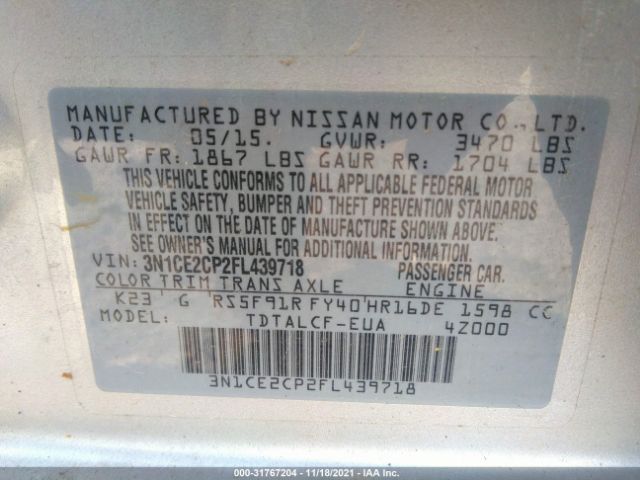 MANUFACTURED BY NISSAN MOTOR CO., LTD.
DATE: 05/15. GVWR: 3470 LBS
GAWR FR: 1867 LBS GAWR RR: 1704 LBS
THIS VEHICLE CONFORMS TO ALL APPLICABLE FEDERAL MOTOR
VEHICLE SAFETY, BUMPER AND THEFT PREVENTION STANDARDS
IN EFFECT ON THE DATE OF MANUFACTURE SHOWN ABOVE.
SEE OWNER'S MANUAL FOR ADDITIONAL INFORMATION.
VIN: 3N1CE2CP2FL439718 PASSENGER CAR.
COLOR TRIM TRANS AXLE ENGINE
K23 G RS5F91R FY40 HR16DE 1598 CC
MODEL: TDTALCF-EUA 4Z000
3N1CE2CP2FL439718
000-31767204 - 11/18/2021 - IAA Inc.